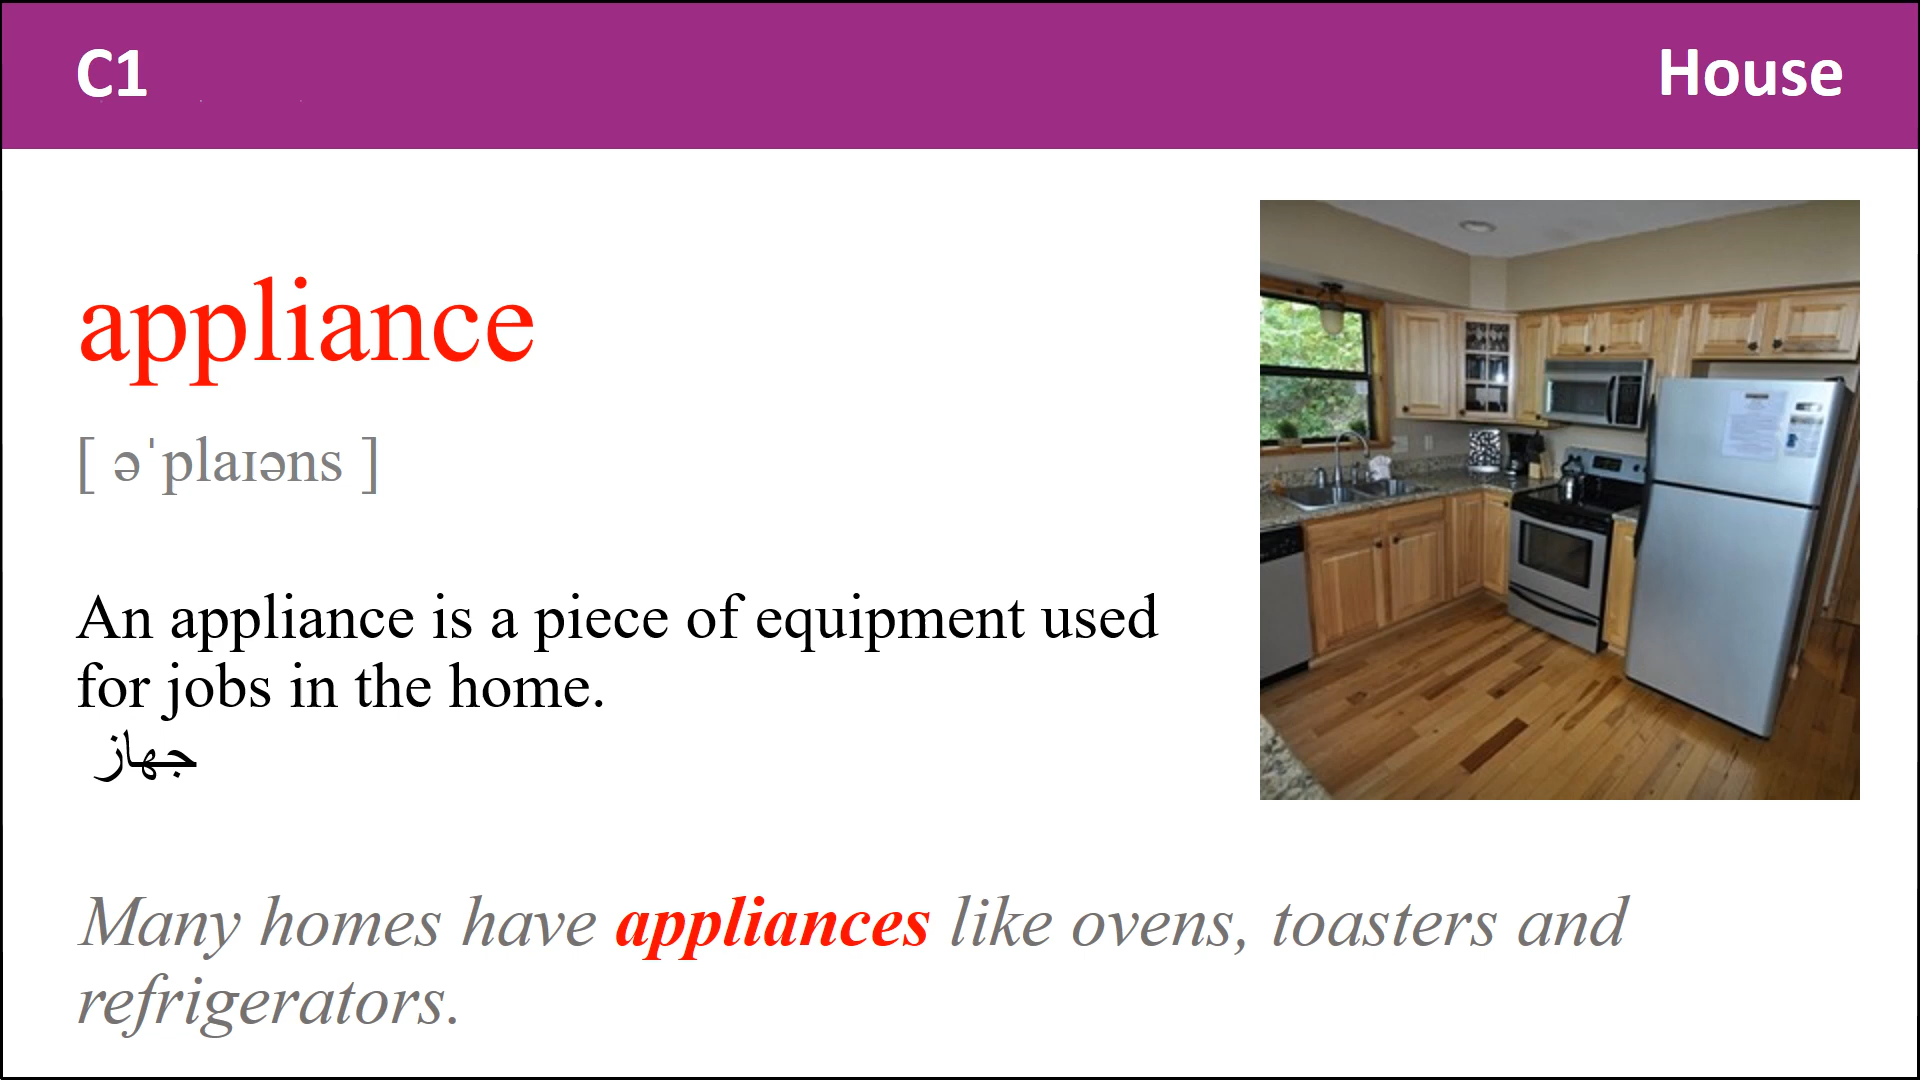 C1
House
appliance
[ əˈplaɪəns ]
An appliance is a piece of equipment used
for jobs in the home.
جهاز
Many homes have appliances like ovens, toasters and
refrigerators.